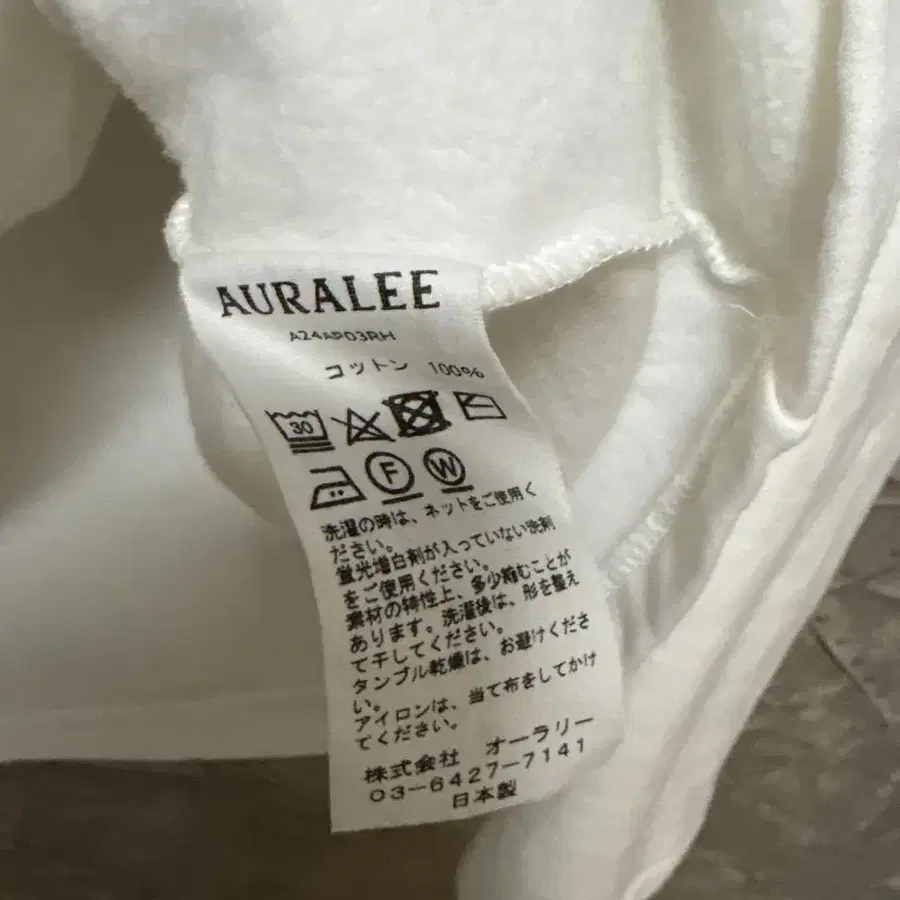 AURALEE
A24AP03RH
コットン 100%
30
F W
洗濯の時は、ネットをご使用く
ださい。
蛍光増白剤が入っていない洗剤
をご使用ください。
素材の特性上、多少縮むことが
あります。洗濯後は、形を整え
て干してください。
タンブル乾燥は、お避けくださ
い。
アイロンは、当て布をしてかけ
てください。
株式会社 オーラリー
03-6427-7141
日本製